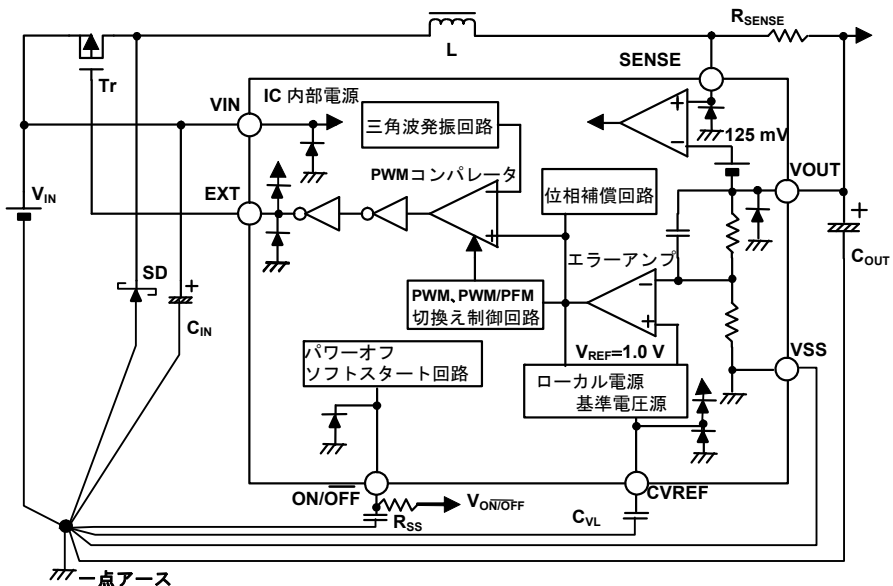 RSENSE
L
SENSE
Tr
VIN
IC 内部電源
三角波発振回路
125 mV
VOUT
EXT
PWMコンパレータ
位相補償回路
VIN
COUT
エラーアンプ
SD
CIN
PWM、PWM/PFM
切換え制御回路
VSS
VREF=1.0 V
パワーオフ
ソフトスタート回路
ローカル電源
基準電圧源
ON/OFF
VON/OFF
CVREF
RSS
CVL
一点アース